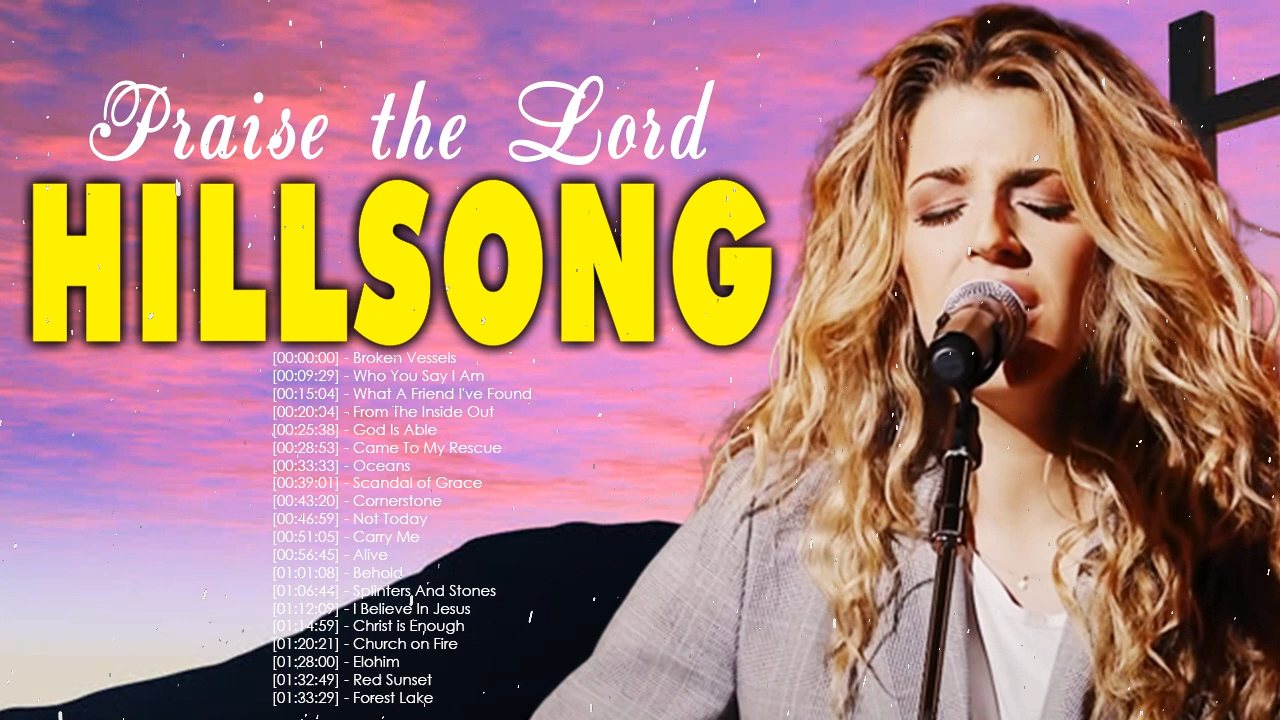 Praise the Lord
HILLSONG
[00:00:00] - Broken Vessels
[00:09:29] - Who You Say I Am
[00:15:04] - What A Friend I've Found
[00:20:04] - From The Inside Out
[00:25:38] - God Is Able
[00:28:53] - Came To My Rescue
[00:33:33] - Oceans
[00:39:01] - Scandal of Grace
[00:43:20] - Cornerstone
[00:46:59] - Not Today
[00:51:05] - Carry Me
[00:56:45] - Alive
[01:01:08] - Behold
[01:06:44] - Splinters And Stones
[01:12:09] - I Believe In Jesus
[01:14:59] - Christ is Enough
[01:20:21] - Church on Fire
[01:28:00] - Elohim
[01:32:49] - Red Sunset
[01:33:29] - Forest Lake